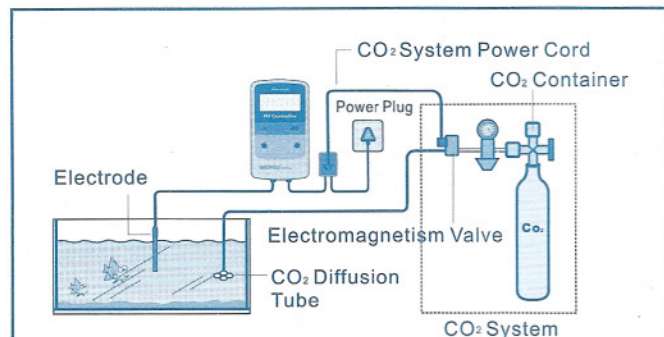 CO₂ System Power Cord
CO₂ Container
Power Plug
Electrode
Electromagnetism Valve
Co₂
CO₂ Diffusion
Tube
CO₂ System